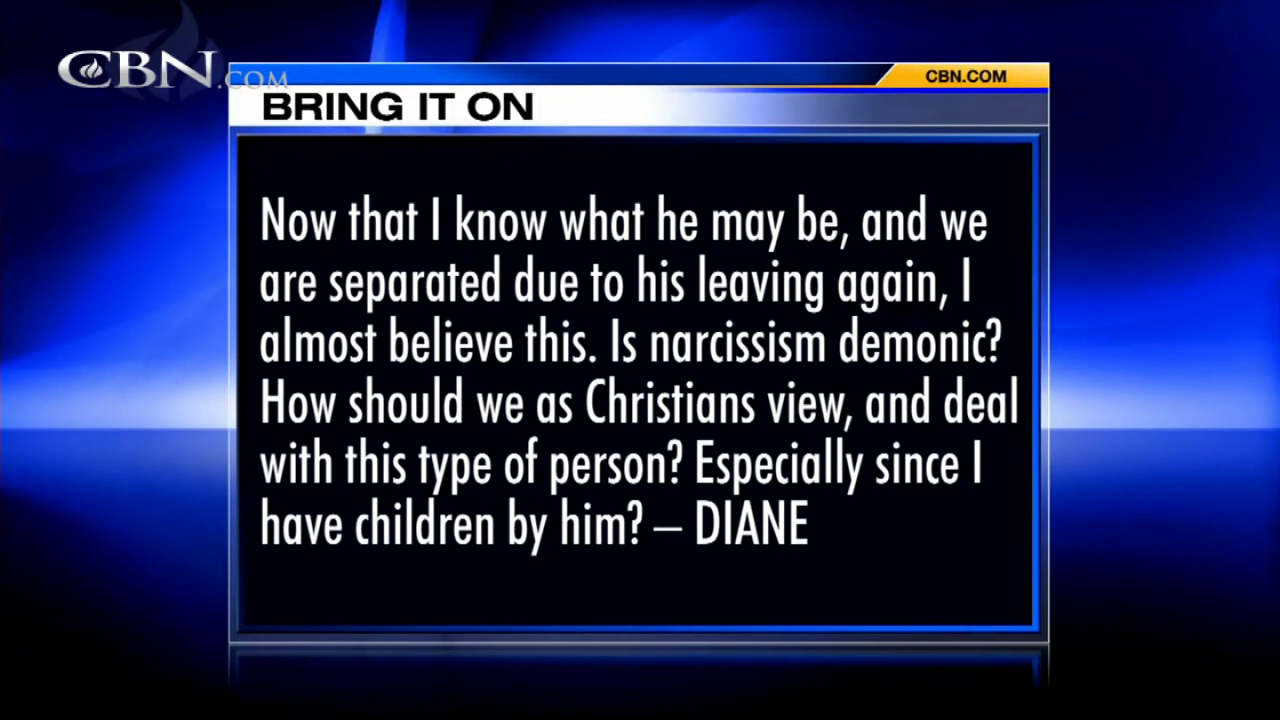 CBN.COM
CBN.COM
BRING IT ON
Now that I know what he may be, and we
are separated due to his leaving again, I
almost believe this. Is narcissism demonic?
How should we as Christians view, and deal
with this type of person? Especially since I
have children by him? – DIANE